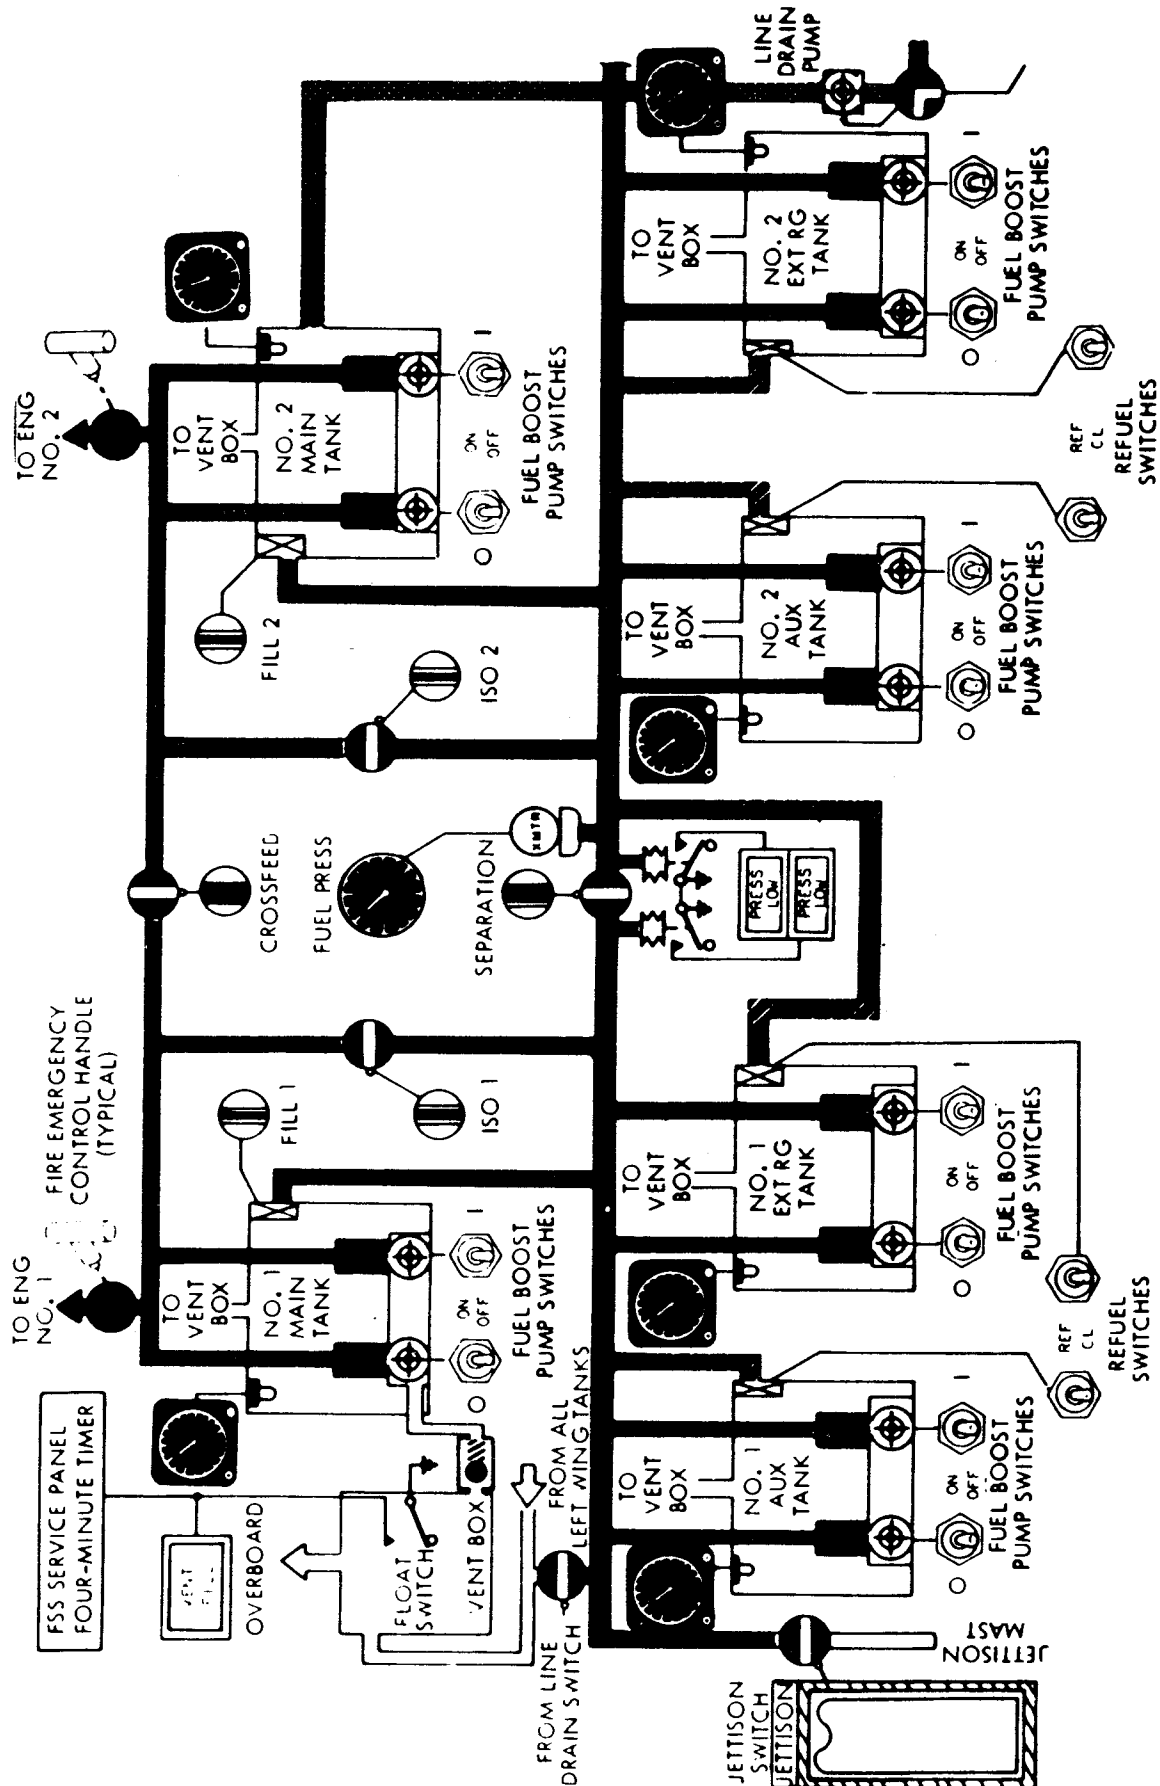 FSS SERVICE PANEL
FOUR-MINUTE TIMER
TO ENG
NO. 1
FIRE EMERGENCY
CONTROL HANDLE
(TYPICAL)
TO ENG
NO. 2
VENT
OVERBOARD
TO
VENT
BOX
NO. 1
MAIN
TANK
FILL 1
CROSSFEED
FILL 2
TO
VENT
BOX
NO. 2
MAIN
TANK
FLOAT
SWITCH
VENT BOX
O
ON
OFF
I
FUEL BOOST
PUMP SWITCHES
ISO 1
FUEL PRESS
SEPARATION
XMTR
ISO 2
O
ON
OFF
I
FUEL BOOST
PUMP SWITCHES
FROM ALL
LEFT WING TANKS
FROM LINE
DRAIN SWITCH
TO
VENT
BOX
NO. 1
AUX
TANK
TO
VENT
BOX
NO. 1
EXT RG
TANK
PRESS
LOW
PRESS
LOW
TO
VENT
BOX
NO. 2
AUX
TANK
TO
VENT
BOX
NO. 2
EXT RG
TANK
LINE
DRAIN
PUMP
JETTISON
SWITCH
JETTISON
JETTISON
MAST
O
ON
OFF
I
FUEL BOOST
PUMP SWITCHES
O
ON
OFF
I
FUEL BOOST
PUMP SWITCHES
O
ON
OFF
I
FUEL BOOST
PUMP SWITCHES
O
ON
OFF
I
FUEL BOOST
PUMP SWITCHES
REF
CL
REFUEL
SWITCHES
REF
CL
REFUEL
SWITCHES